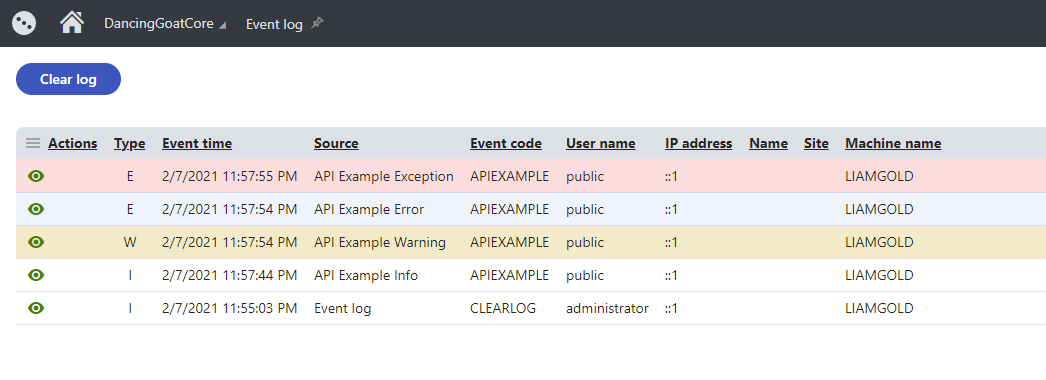 DancingGoatCore Event log
Clear log
Actions Type Event time Source Event code User name IP address Name Site Machine name
E 2/7/2021 11:57:55 PM API Example Exception APIEXAMPLE public ::1 LIAMGOLD
E 2/7/2021 11:57:54 PM API Example Error APIEXAMPLE public ::1 LIAMGOLD
W 2/7/2021 11:57:54 PM API Example Warning APIEXAMPLE public ::1 LIAMGOLD
I 2/7/2021 11:57:44 PM API Example Info APIEXAMPLE public ::1 LIAMGOLD
I 2/7/2021 11:55:03 PM Event log CLEARLOG administrator ::1 LIAMGOLD